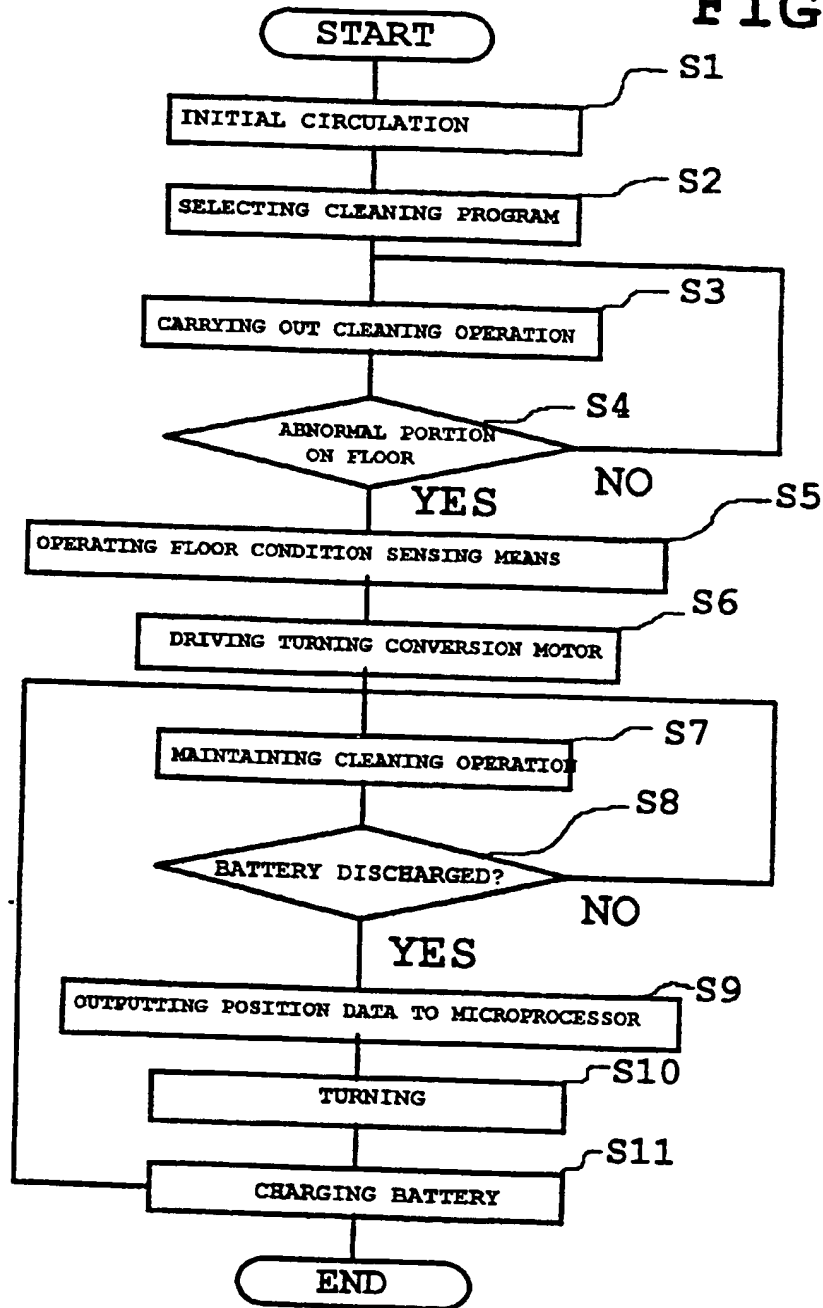 FIG
START
S1
INITIAL CIRCULATION
S2
SELECTING CLEANING PROGRAM
S3
CARRYING OUT CLEANING OPERATION
S4
ABNORMAL PORTION
ON FLOOR
NO
YES
S5
OPERATING FLOOR CONDITION SENSING MEANS
S6
DRIVING TURNING CONVERSION MOTOR
S7
MAINTAINING CLEANING OPERATION
S8
BATTERY DISCHARGED?
NO
YES
S9
OUTPUTTING POSITION DATA TO MICROPROCESSOR
S10
TURNING
S11
CHARGING BATTERY
END